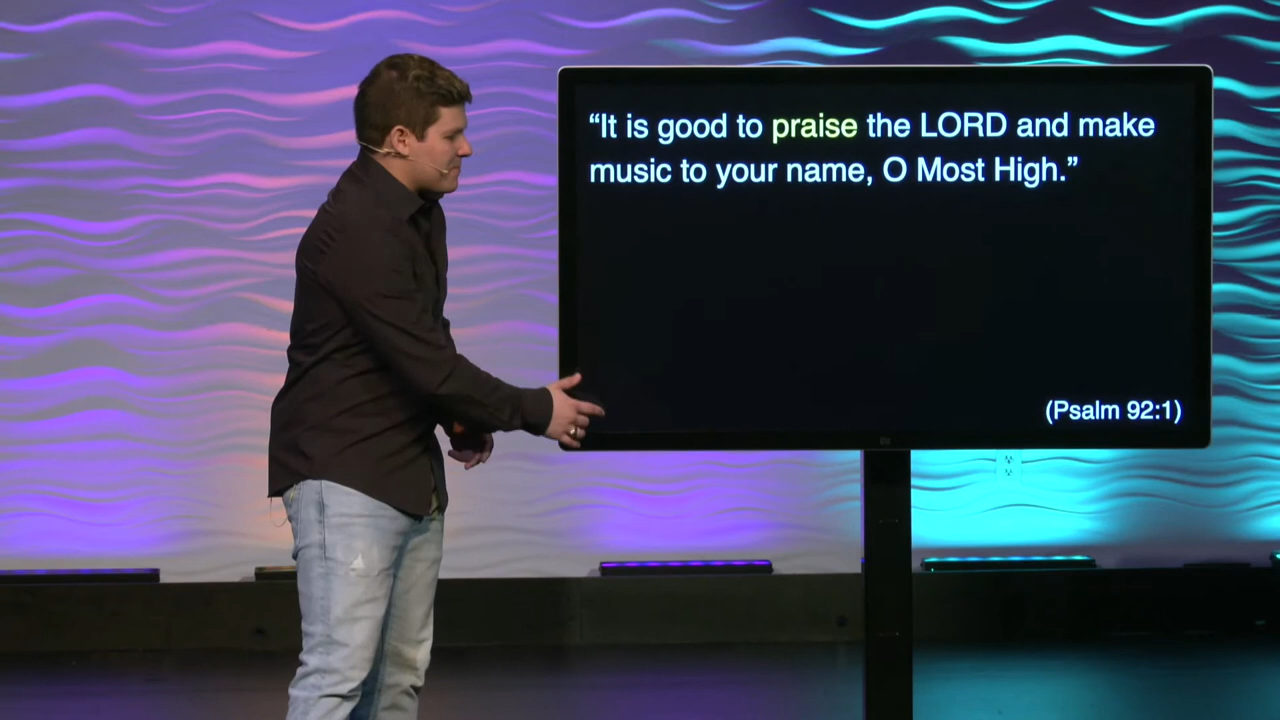 “It is good to praise the LORD and make
music to your name, O Most High.”
(Psalm 92:1)